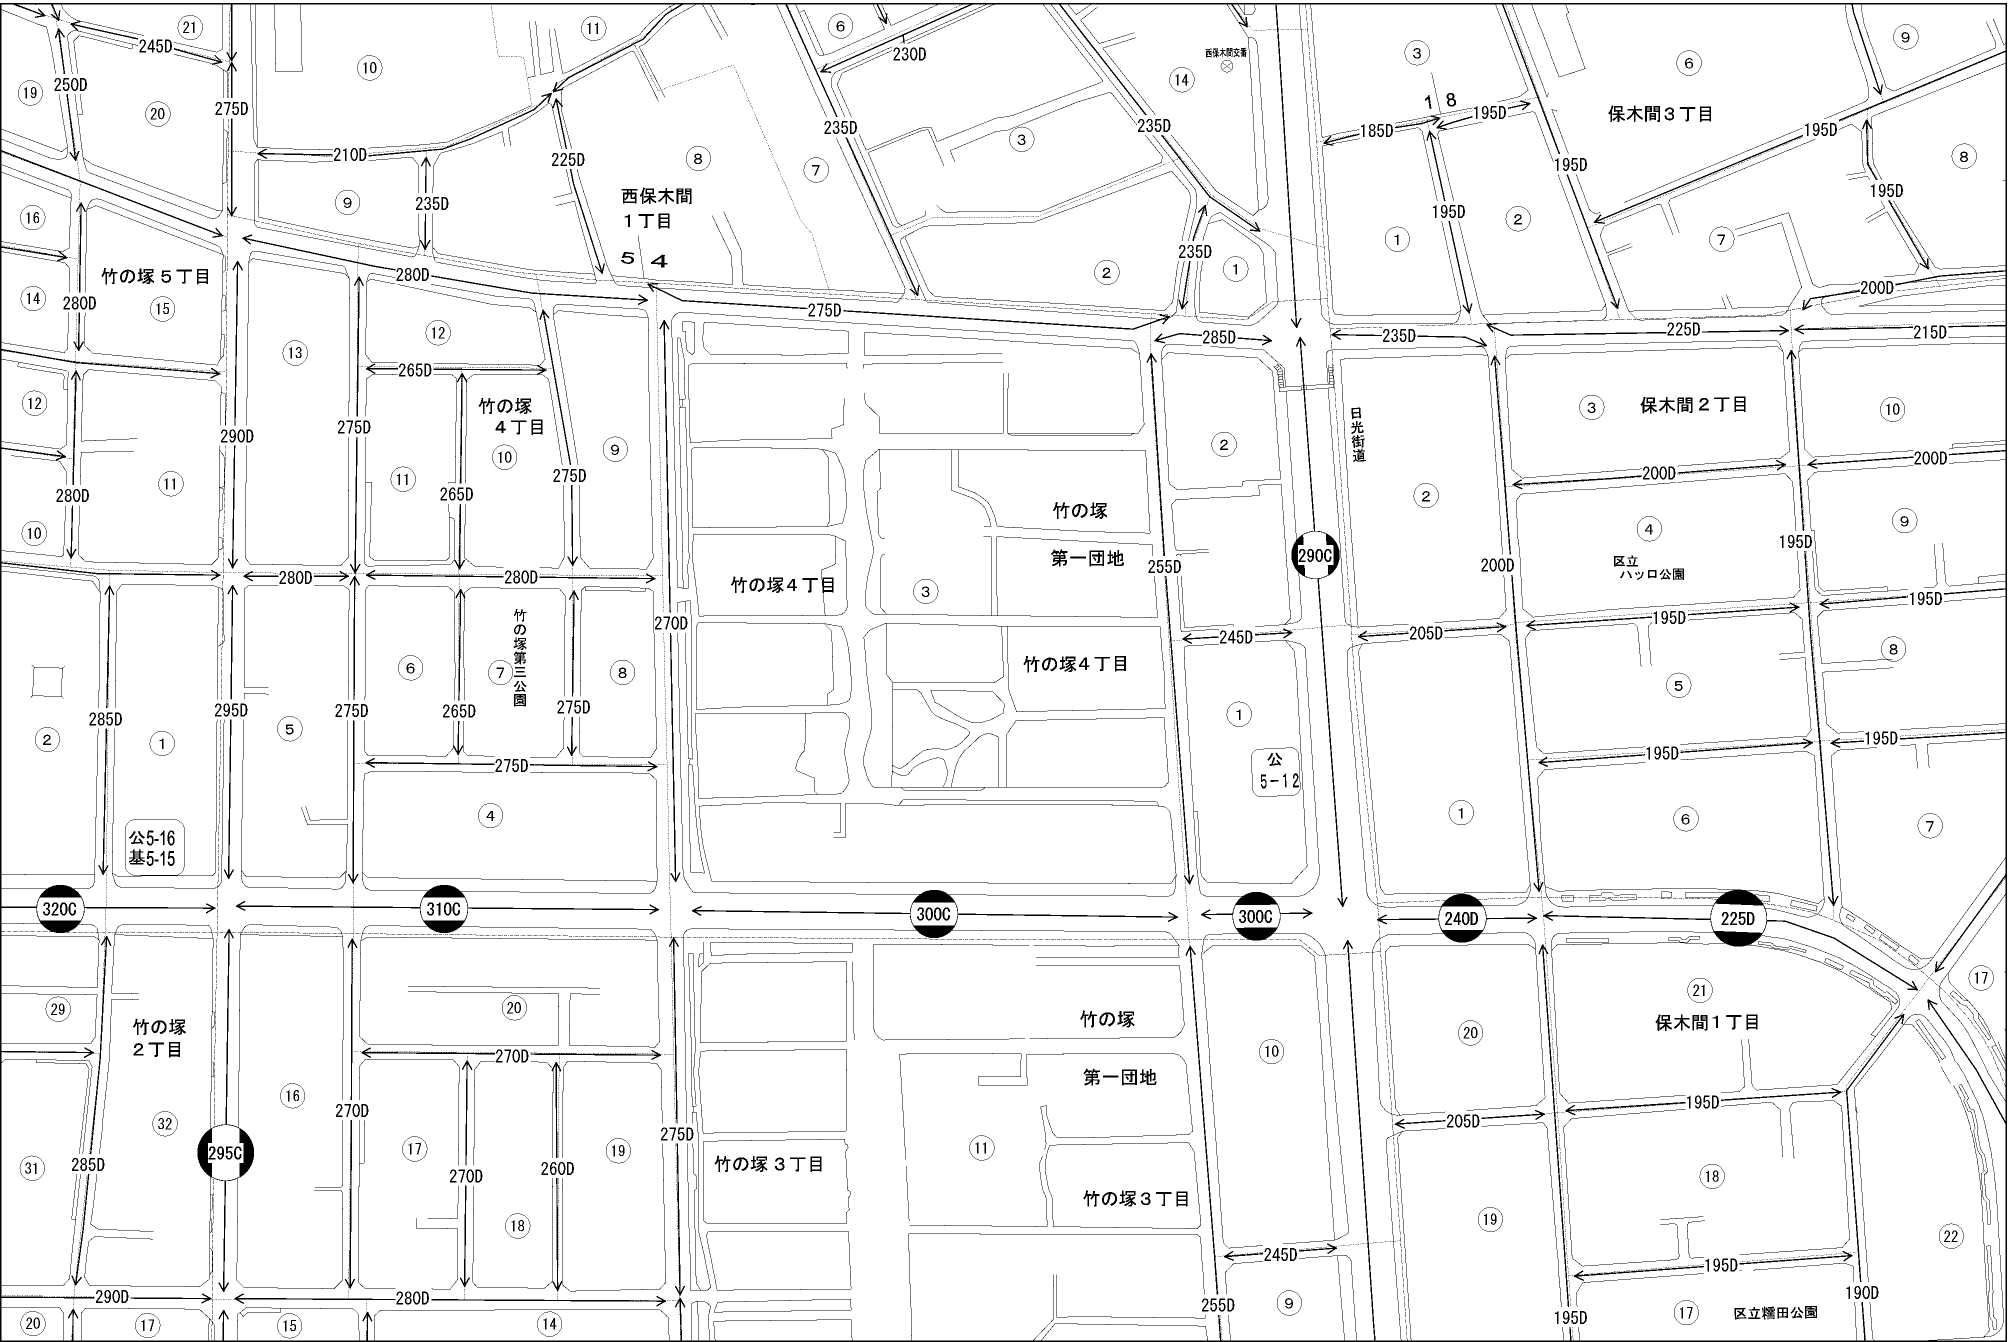 21
6
11
3
9
245D
230D
6
10
西保木間交番
14
19
250D
275D
20
1 8
195D
保木間３丁目
235D
235D
185D
195D
3
210D
225D
8
7
195D
8
9
235D
西保木間
１丁目
195D
195D
16
2
1
7
235D
5 4
竹の塚５丁目
280D
2
1
14
280D
15
275D
200D
12
13
285D
235D
225D
215D
265D
12
竹の塚
４丁目
3
保木間２丁目
10
290D
275D
日光街道
2
9
10
275D
200D
200D
11
11
265D
280D
2
竹の塚
10
4
9
195D
第一団地
290C
255D
200D
区立
ハッロ公園
280D
280D
竹の塚４丁目
3
195D
竹の塚第三公園
270D
195D
245D
205D
6
7
8
竹の塚４丁目
8
5
285D
295D
275D
265D
275D
1
2
1
5
195D
195D
275D
公
5-12
4
1
6
7
公5-16
基5-15
320C
310C
300C
300C
240D
225D
17
29
20
21
竹の塚
２丁目
竹の塚
保木間１丁目
20
270D
10
第一団地
16
270D
195D
32
205D
275D
17
19
11
295C
285D
31
270D
260D
竹の塚３丁目
18
竹の塚３丁目
18
19
22
245D
195D
290D
280D
255D
9
190D
20
17
15
14
195D
17
区立糯田公園